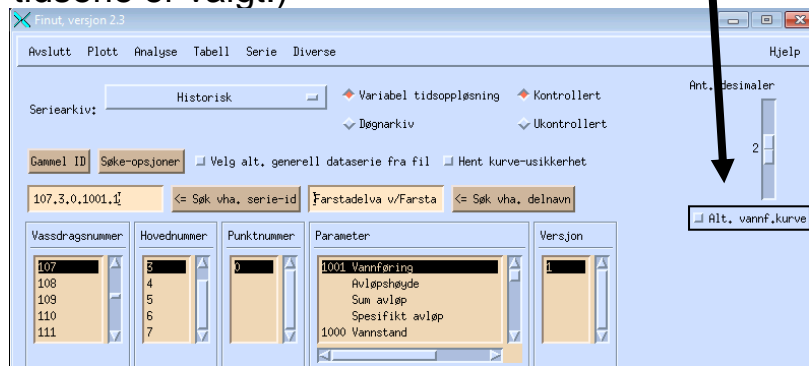 tidsserie er valgt.)
Finut, versjon 2.3
Avslutt Plott Analyse Tabell Serie Diverse Hjelp
Seriearkiv: Historisk
Variabel tidsoppløsning Kontrollert
Døgnarkiv Ukontrollert
Ant. desimaler
2
Gammel ID Søke-opsjoner Velg alt. generell dataserie fra fil Hent kurve-usikkerhet
107.3.0.1001.1 <= Søk vha. serie-id Farstadelva v/Farsta <= Søk vha. delnavn
Alt. vannf.kurve
Vassdragsnummer Hovednummer Punktnummer Parameter Versjon
107 3 0 1001 Vannføring 1
108 4 Avløpshøyde
109 5 Sum avløp
110 6 Spesifikt avløp
111 7 1000 Vannstand